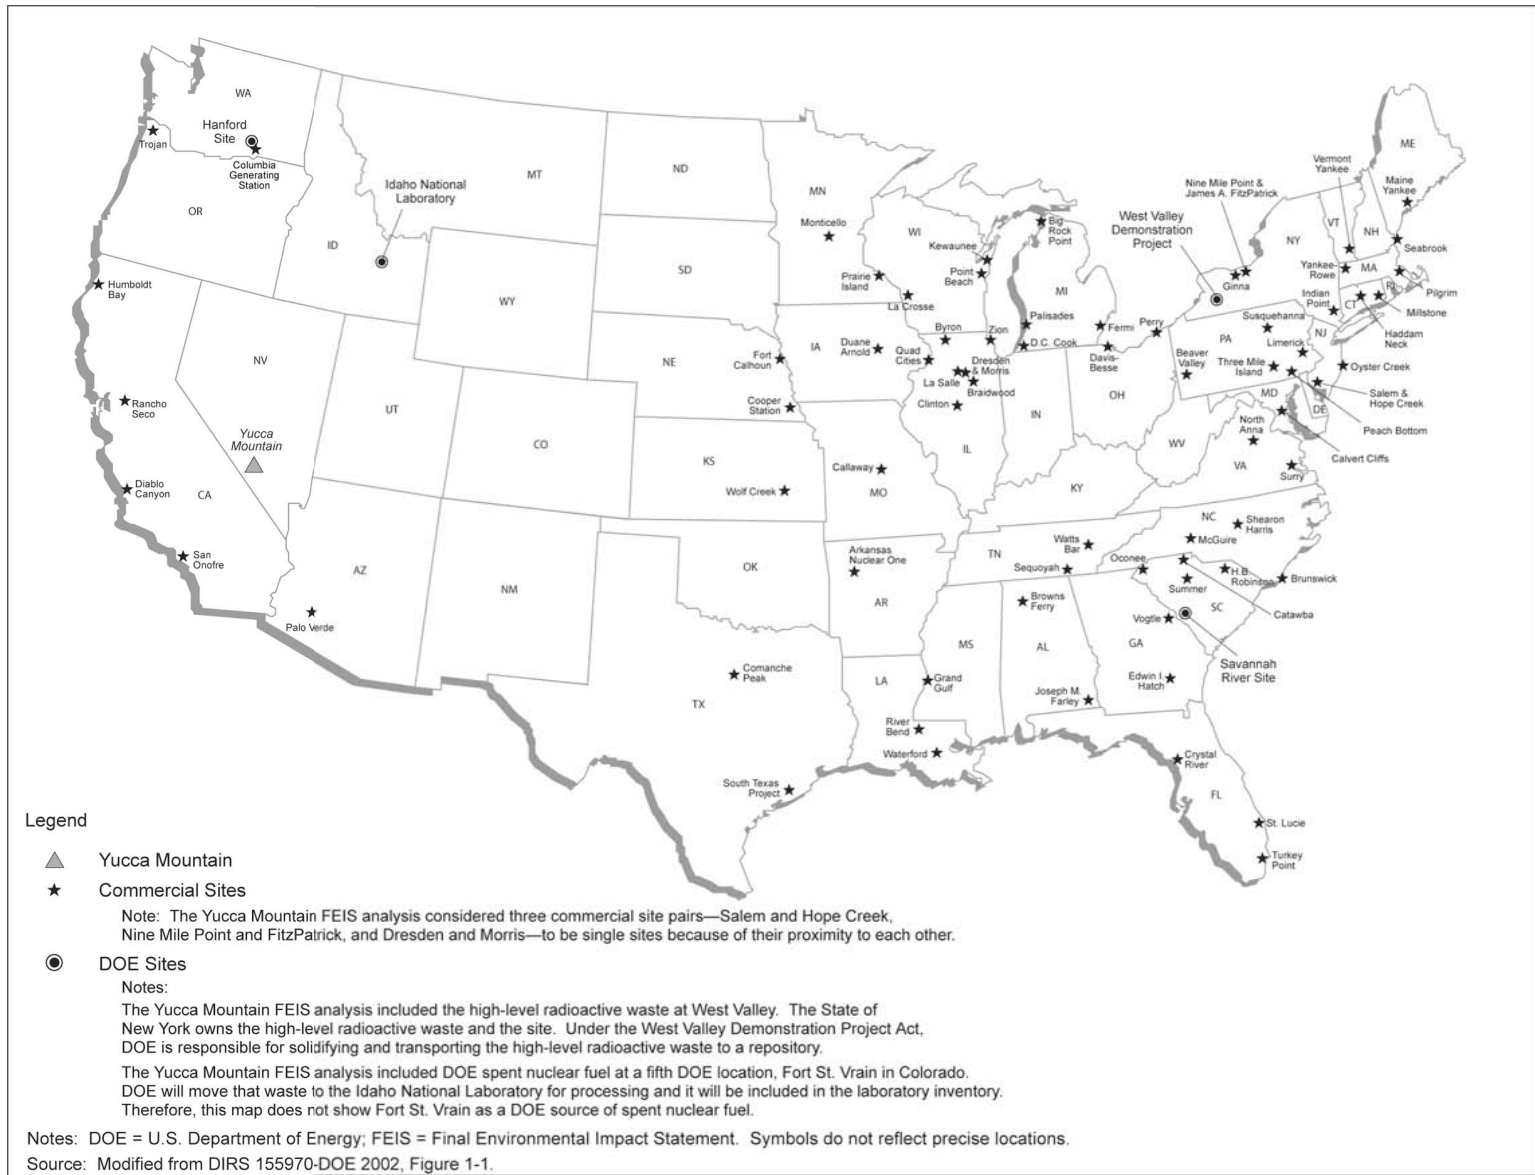 WA
Hanford
Site
Trojan
Columbia
Generating
Station
OR
Idaho National
Laboratory
ID
MT
ND
MN
Monticello
WI
Kewaunee
Point
Beach
Prairie
Island
La Crosse
Big
Rock
Point
MI
West Valley
Demonstration
Project
Nine Mile Point &
James A. FitzPatrick
Vermont
Yankee
ME
Maine
Yankee
VT
NH
NY
Seabrook
Yankee-
Rowe
MA
Ginna
Indian
Point
CT
RI
Pilgrim
Millstone
Haddam
Neck
Humboldt
Bay
SD
WY
NV
NE
IA
Fort
Calhoun
Duane
Arnold
Quad
Cities
Byron
Zion
Palisades
D.C. Cook
Fermi
Perry
Davis-
Besse
Susquehanna
PA
Limerick
NJ
Beaver
Valley
Three Mile
Island
Oyster Creek
Dresden
& Morris
La Salle
Braidwood
Clinton
Cooper
Station
IN
OH
MD
DE
Salem &
Hope Creek
Peach Bottom
Calvert Cliffs
North
Anna
WV
VA
Surry
Rancho
Seco
Yucca
Mountain
UT
CO
KS
Wolf Creek
Callaway
MO
IL
KY
Diablo
Canyon
CA
San
Onofre
AZ
Palo Verde
NM
OK
Arkansas
Nuclear One
AR
TN
Watts
Bar
Sequoyah
Oconee
NC
Shearon
Harris
McGuire
H.B.
Robinson
Brunswick
Summer
Catawba
SC
Browns
Ferry
Vogtle
MS
AL
GA
Savannah
River Site
Comanche
Peak
TX
LA
Grand
Gulf
Edwin I.
Hatch
Joseph M.
Farley
River
Bend
Waterford
South Texas
Project
Crystal
River
FL
St. Lucie
Turkey
Point
Legend
Yucca Mountain
Commercial Sites
Note: The Yucca Mountain FEIS analysis considered three commercial site pairs—Salem and Hope Creek,
Nine Mile Point and FitzPatrick, and Dresden and Morris—to be single sites because of their proximity to each other.
DOE Sites
Notes:
The Yucca Mountain FEIS analysis included the high-level radioactive waste at West Valley. The State of
New York owns the high-level radioactive waste and the site. Under the West Valley Demonstration Project Act,
DOE is responsible for solidifying and transporting the high-level radioactive waste to a repository.
The Yucca Mountain FEIS analysis included DOE spent nuclear fuel at a fifth DOE location, Fort St. Vrain in Colorado.
DOE will move that waste to the Idaho National Laboratory for processing and it will be included in the laboratory inventory.
Therefore, this map does not show Fort St. Vrain as a DOE source of spent nuclear fuel.
Notes: DOE = U.S. Department of Energy; FEIS = Final Environmental Impact Statement. Symbols do not reflect precise locations.
Source: Modified from DIRS 155970-DOE 2002, Figure 1-1.